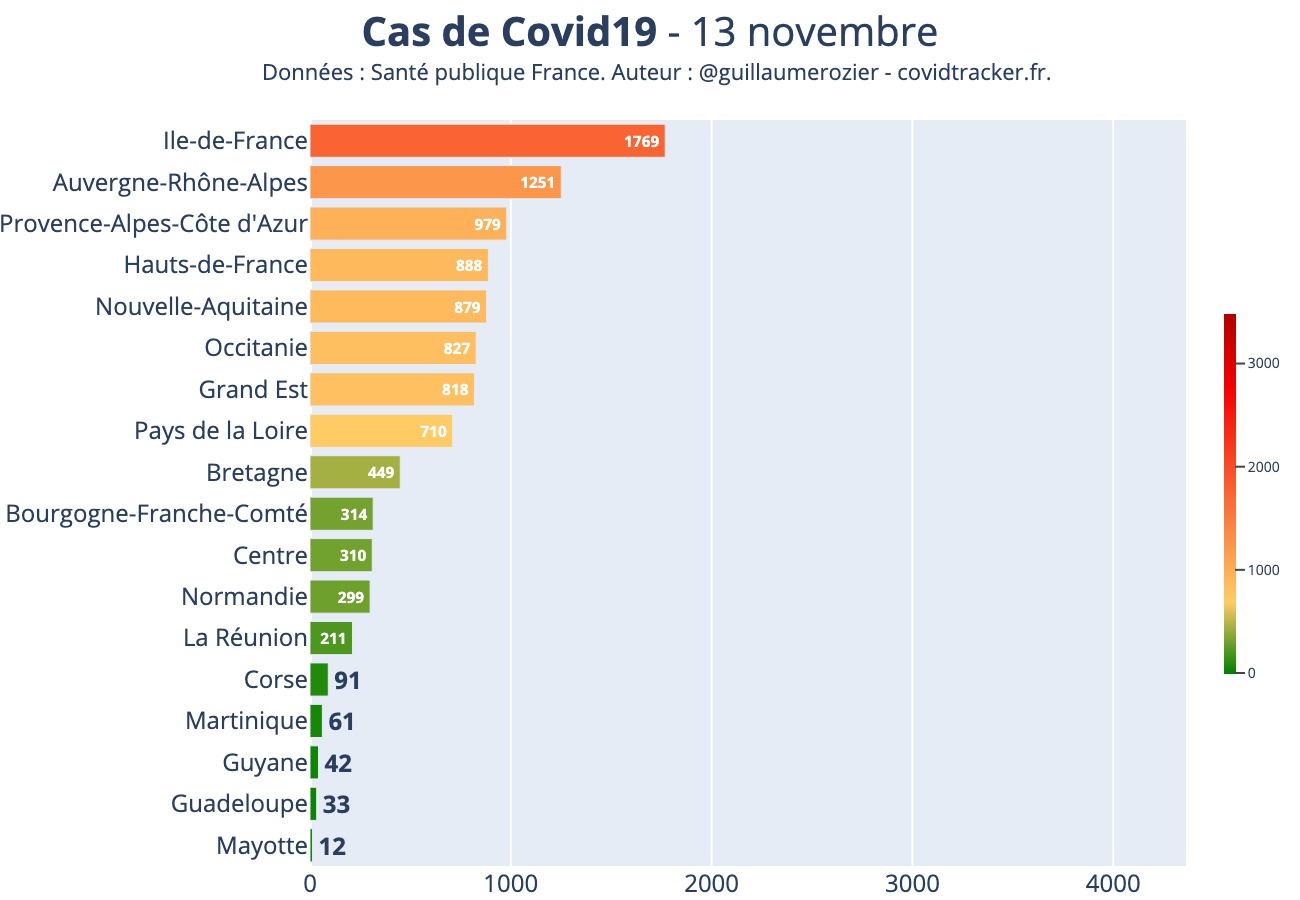 Cas de Covid19 - 13 novembre
Données : Santé publique France. Auteur : @guillaumerozier - covidtracker.fr.
Ile-de-France 1769
Auvergne-Rhône-Alpes 1251
Provence-Alpes-Côte d'Azur 979
Hauts-de-France 888
Nouvelle-Aquitaine 879
Occitanie 827
Grand Est 818
Pays de la Loire 710
Bretagne 449
Bourgogne-Franche-Comté 314
Centre 310
Normandie 299
La Réunion 211
Corse 91
Martinique 61
Guyane 42
Guadeloupe 33
Mayotte 12
0 1000 2000 3000 4000
3000
2000
1000
0